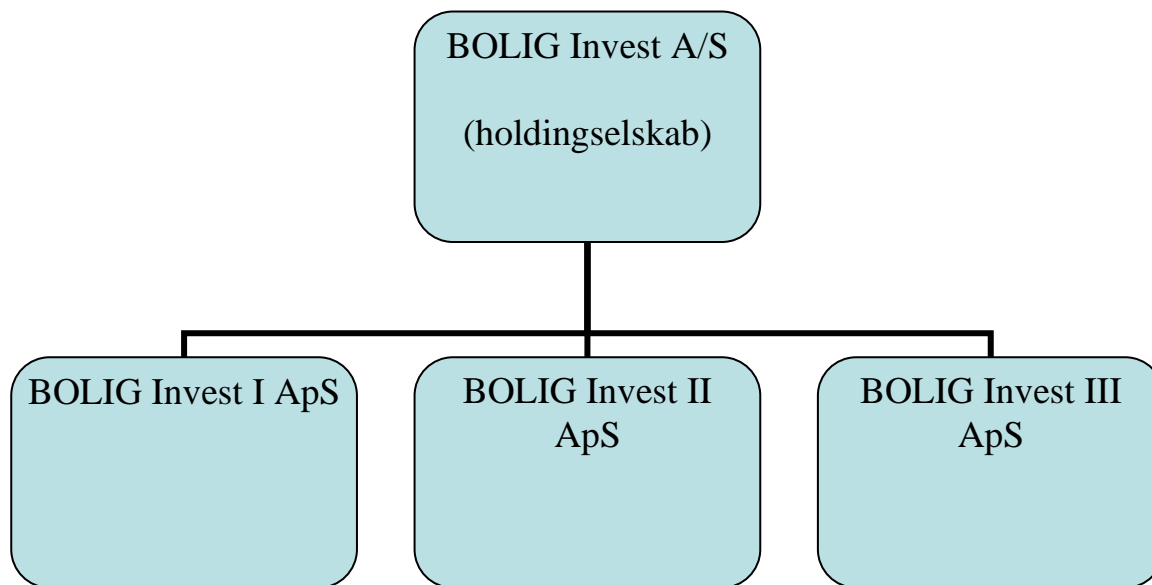 BOLIG Invest A/S
(holdingselskab)
BOLIG Invest I ApS
BOLIG Invest II
ApS
BOLIG Invest III
ApS